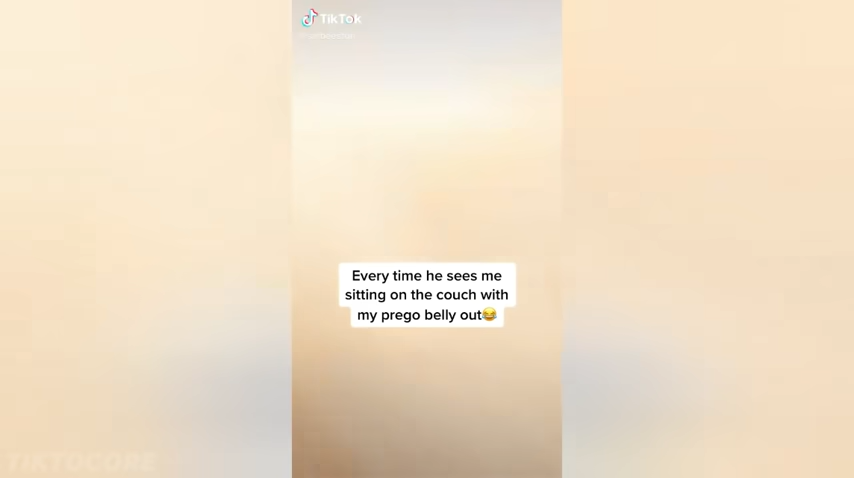 TikTok
Every time he sees me
sitting on the couch with
my prego belly out😂
TIKTOCORE